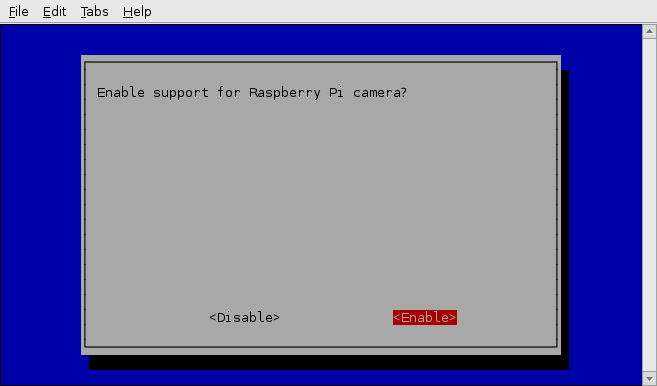 File Edit Tabs Help
Enable support for Raspberry Pi camera?
<Disable> <Enable>